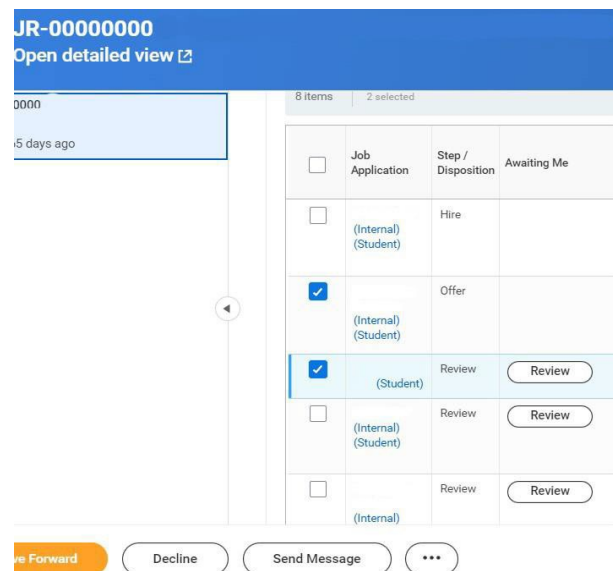 JR-00000000
Open detailed view
0000
65 days ago
8 items
2 selected
Job Application
Step / Disposition
Awaiting Me
(Internal)
(Student)
Hire
(Internal)
(Student)
Offer
(Student)
Review
Review
(Internal)
(Student)
Review
Review
(Internal)
Review
Review
ve Forward
Decline
Send Message